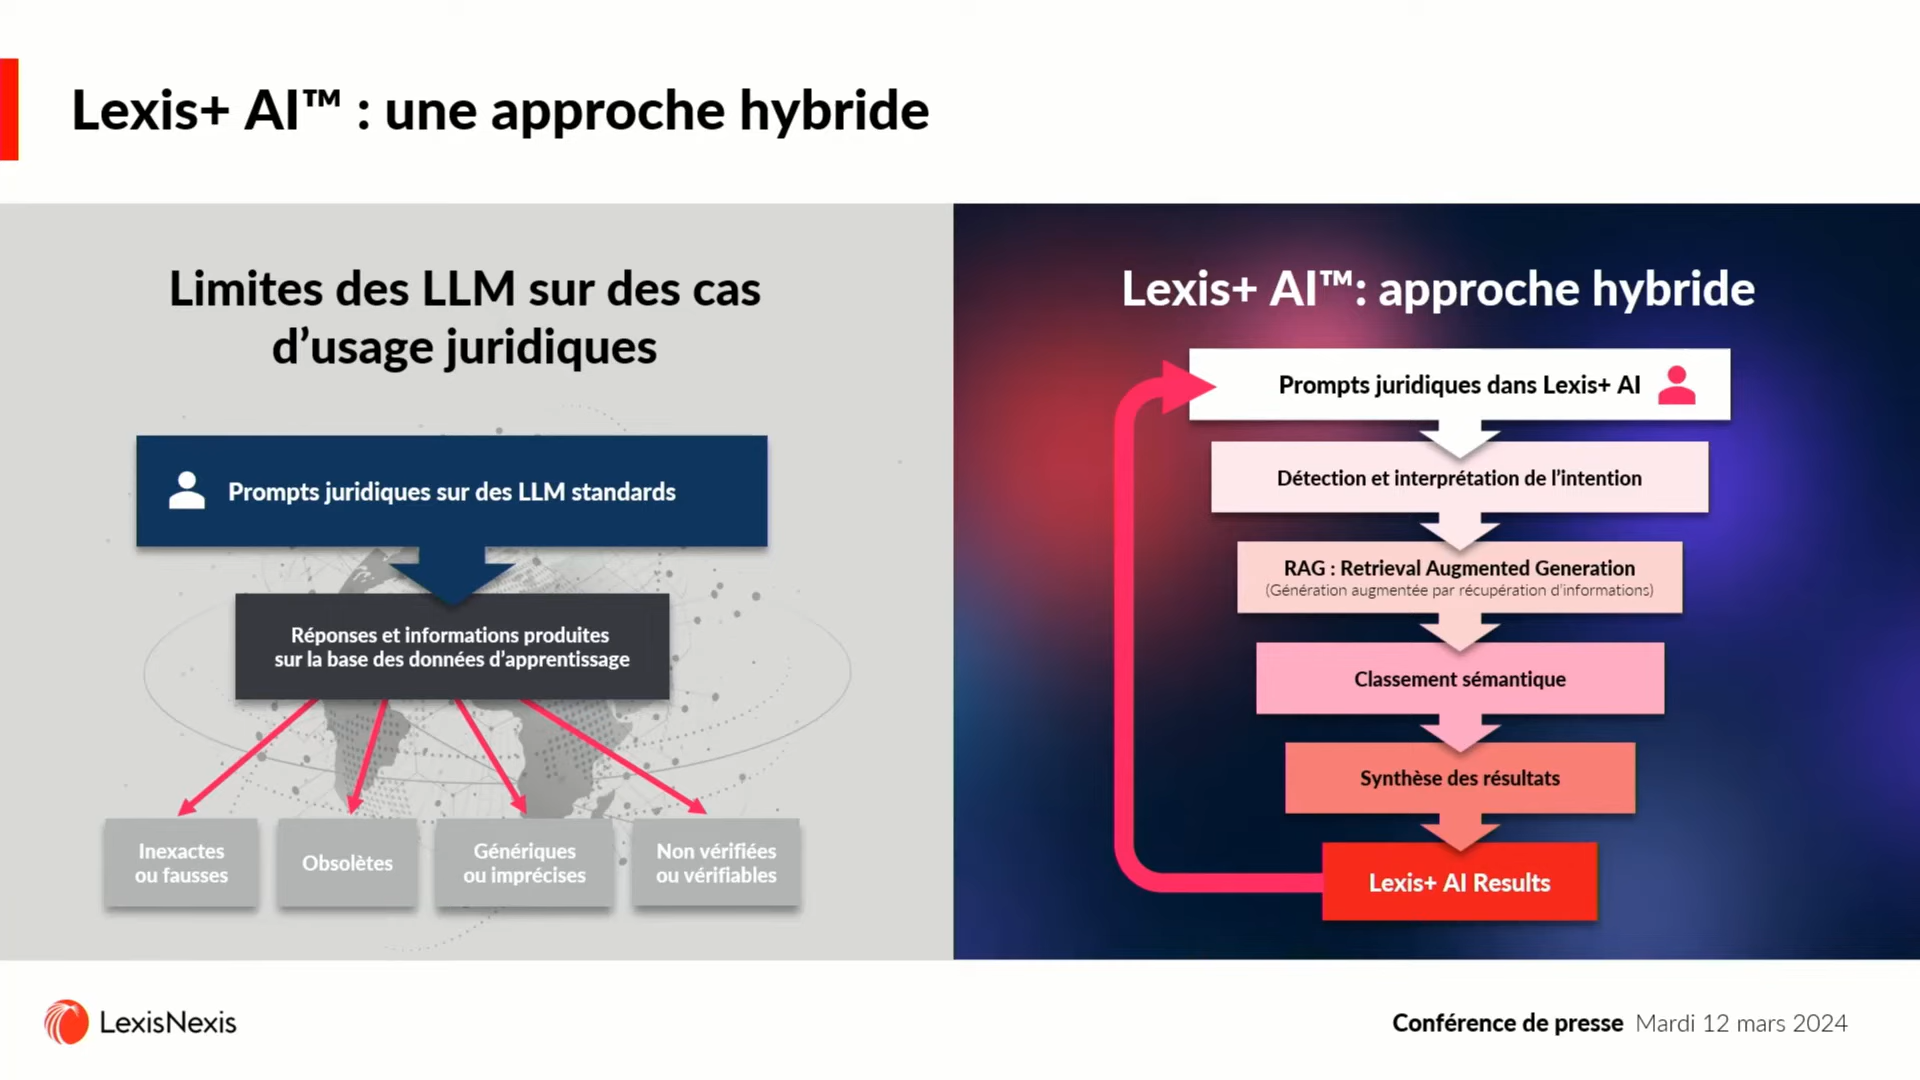 Lexis+ AI™ : une approche hybride
Limites des LLM sur des cas
d’usage juridiques
Prompts juridiques sur des LLM standards
Réponses et informations produites
sur la base des données d’apprentissage
Inexactes
ou fausses
Obsolètes
Génériques
ou imprécises
Non vérifiées
ou vérifiables
Lexis+ AI™: approche hybride
Prompts juridiques dans Lexis+ AI
Détection et interprétation de l’intention
RAG : Retrieval Augmented Generation
(Génération augmentée par récupération d’informations)
Classement sémantique
Synthèse des résultats
Lexis+ AI Results
LexisNexis
Conférence de presse Mardi 12 mars 2024